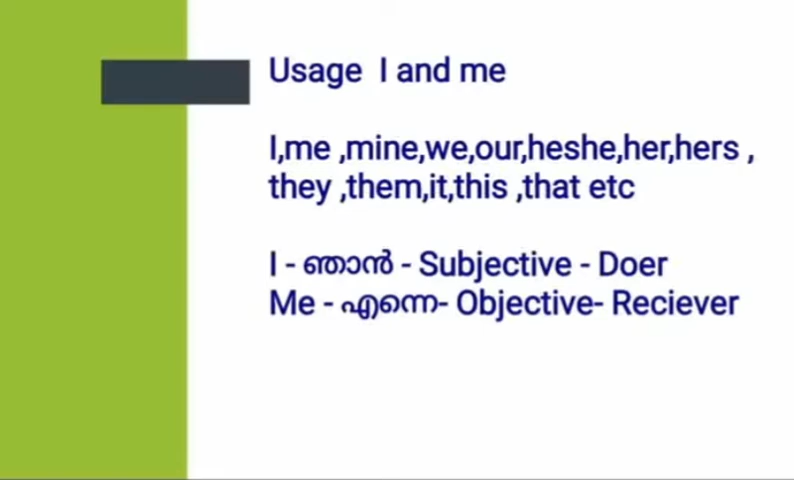 Usage I and me
I,me ,mine,we,our,heshe,her,hers ,
they ,them,it,this ,that etc
I - ഞാൻ - Subjective - Doer
Me - എന്നെ- Objective- Reciever